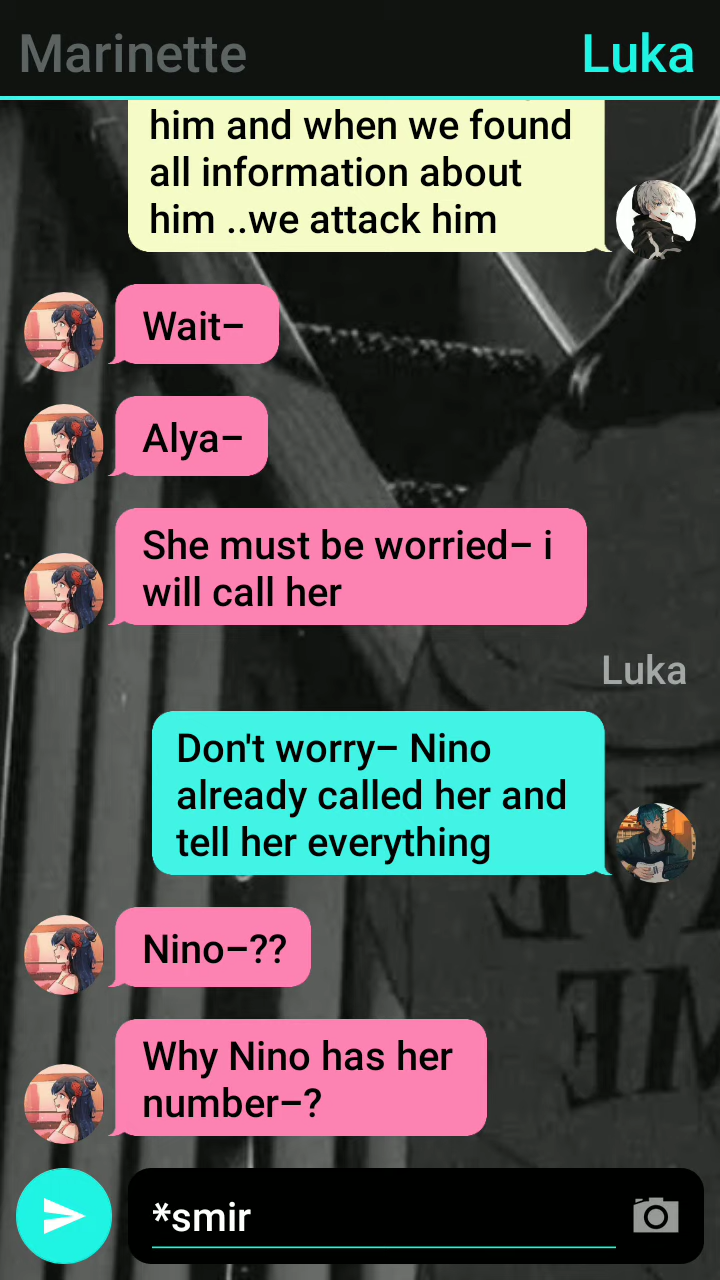 Marinette
Luka
him and when we found
all information about
him ..we attack him
Wait–
Alya–
She must be worried– i
will call her
Luka
Don't worry– Nino
already called her and
tell her everything
Nino–??
Why Nino has her
number–?
*smir
ME